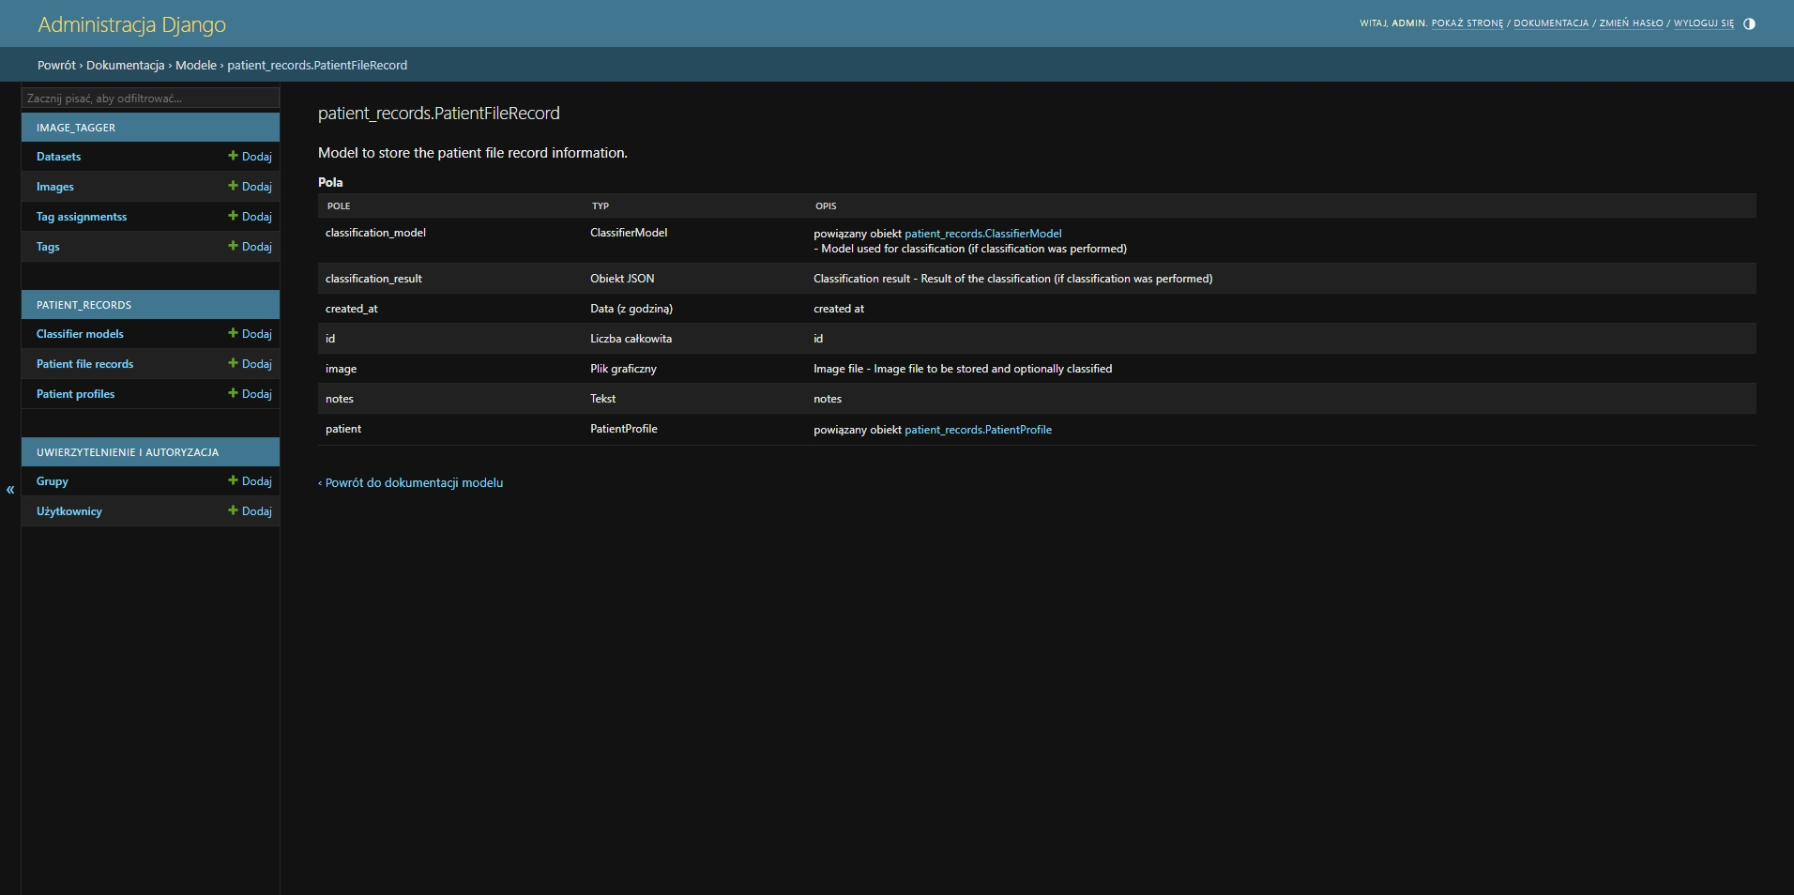 Administracja Django
WITAJ, ADMIN. POKAŻ STRONĘ / DOKUMENTACJA / ZMIEŃ HASŁO / WYLOGUJ SIĘ
Powrót › Dokumentacja › Modele › patient_records.PatientFileRecord
Zacznij pisać, aby odfiltrować...
IMAGE_TAGGER
Datasets + Dodaj
Images + Dodaj
Tag assignmentss + Dodaj
Tags + Dodaj
PATIENT_RECORDS
Classifier models + Dodaj
Patient file records + Dodaj
Patient profiles + Dodaj
UWIERZYTELNIENIE I AUTORYZACJA
Grupy + Dodaj
Użytkownicy + Dodaj
«
patient_records.PatientFileRecord
Model to store the patient file record information.
Pola
POLE TYP OPIS
classification_model ClassifierModel powiązany obiekt patient_records.ClassifierModel
- Model used for classification (if classification was performed)
classification_result Obiekt JSON Classification result - Result of the classification (if classification was performed)
created_at Data (z godziną) created at
id Liczba całkowita id
image Plik graficzny Image file - Image file to be stored and optionally classified
notes Tekst notes
patient PatientProfile powiązany obiekt patient_records.PatientProfile
‹ Powrót do dokumentacji modelu